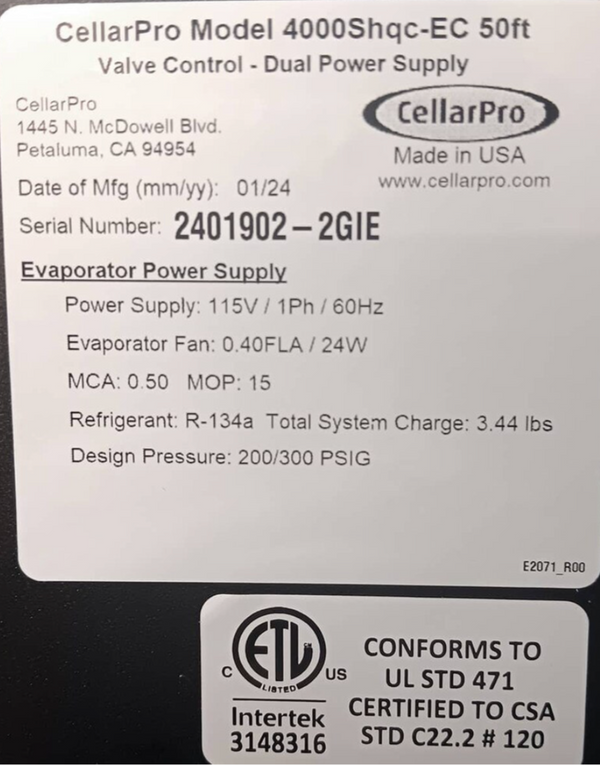 CellarPro Model 4000Shqc-EC 50ft
Valve Control - Dual Power Supply
CellarPro
1445 N. McDowell Blvd.
Petaluma, CA 94954
CellarPro
Made in USA
www.cellarpro.com
Date of Mfg (mm/yy): 01/24
Serial Number: 2401902-2GIE
Evaporator Power Supply
Power Supply: 115V / 1Ph / 60Hz
Evaporator Fan: 0.40FLA / 24W
MCA: 0.50 MOP: 15
Refrigerant: R-134a Total System Charge: 3.44 lbs
Design Pressure: 200/300 PSIG
E2071_R00
ETL
C US
LISTED
Intertek
3148316
CONFORMS TO
UL STD 471
CERTIFIED TO CSA
STD C22.2 # 120